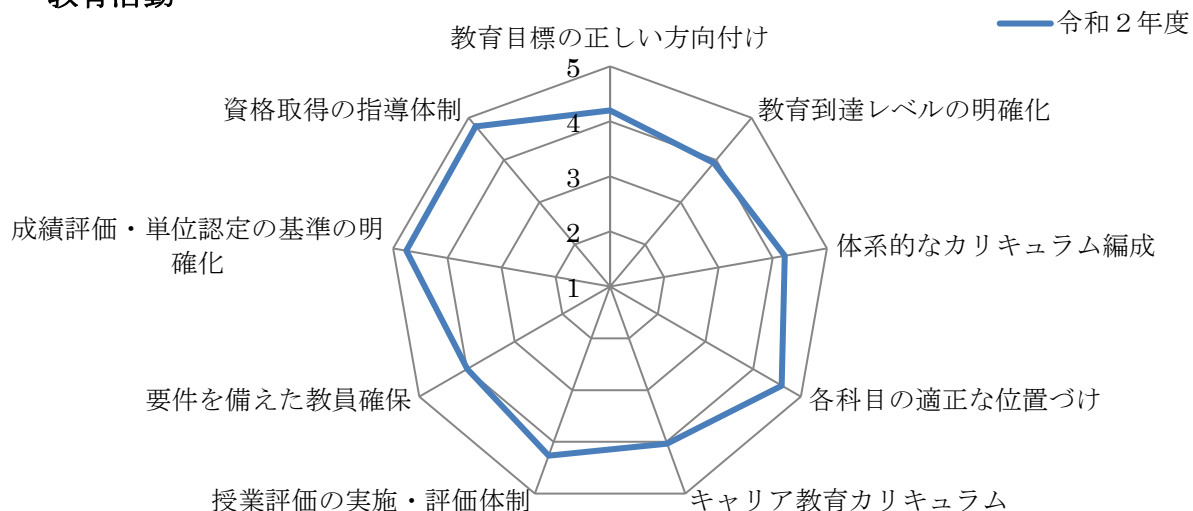 教育活動
令和２年度
教育目標の正しい方向付け
5
資格取得の指導体制
教育到達レベルの明確化
4
3
成績評価・単位認定の基準の明
確化
2
体系的なカリキュラム編成
1
要件を備えた教員確保
各科目の適正な位置づけ
授業評価の実施・評価体制
キャリア教育カリキュラム